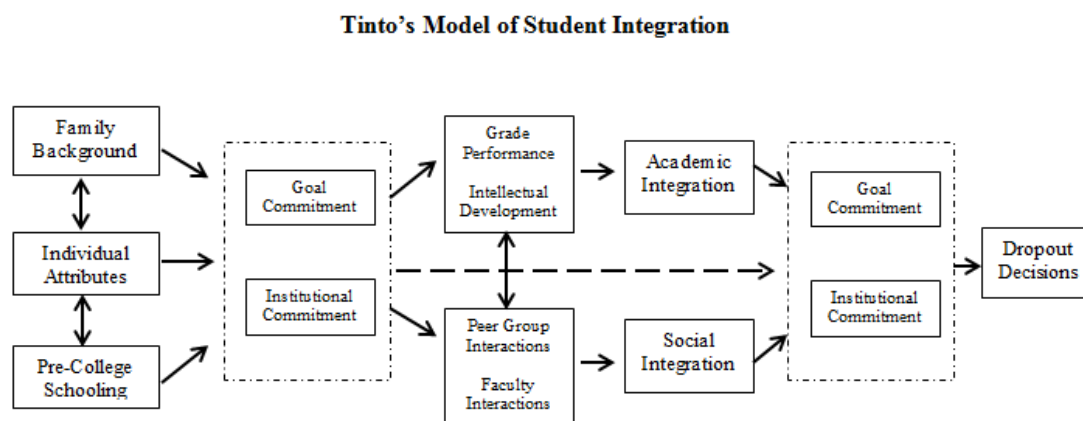 Tinto’s Model of Student Integration
Family
Background
Individual
Attributes
Pre-College
Schooling
Goal
Commitment
Institutional
Commitment
Grade
Performance
Intellectual
Development
Peer Group
Interactions
Faculty
Interactions
Academic
Integration
Social
Integration
Goal
Commitment
Institutional
Commitment
Dropout
Decisions